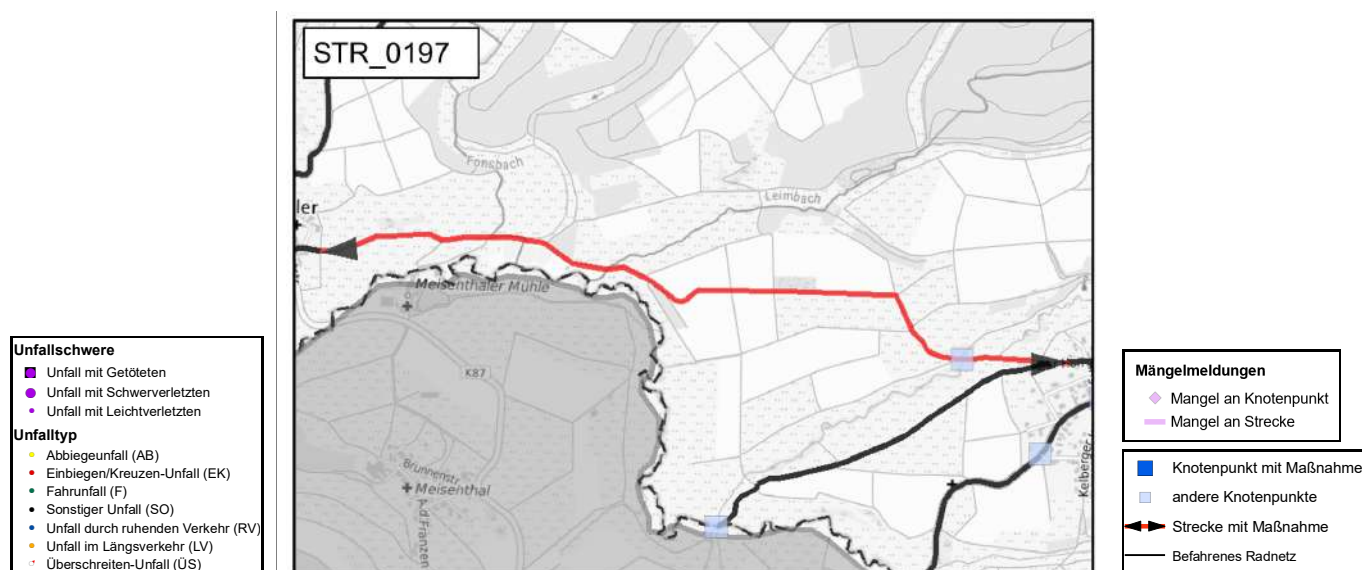 STR_0197
Fonsbach
Leimbach
ler
Meisenthaler Mühle
K87
Brunnenstr.
Meisenthal
A.d.Franzen
Kelberger
Unfallschwere
Unfall mit Getöteten
Unfall mit Schwerverletzten
Unfall mit Leichtverletzten
Unfalltyp
Abbiegeunfall (AB)
Einbiegen/Kreuzen-Unfall (EK)
Fahrunfall (F)
Sonstiger Unfall (SO)
Unfall durch ruhenden Verkehr (RV)
Unfall im Längsverkehr (LV)
Überschreiten-Unfall (ÜS)
Mängelmeldungen
Mangel an Knotenpunkt
Mangel an Strecke
Knotenpunkt mit Maßnahme
andere Knotenpunkte
Strecke mit Maßnahme
Befahrenes Radnetz